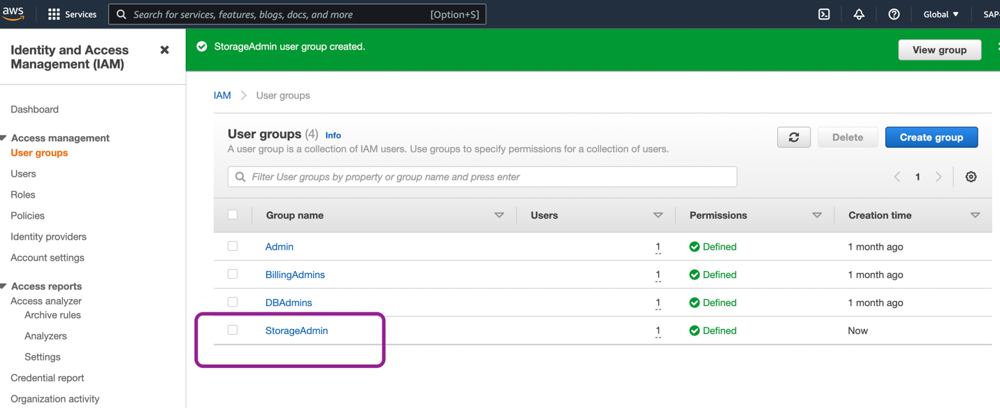 aws
Services
Search for services, features, blogs, docs, and more
[Option+S]
Global
SAP-
Identity and Access
Management (IAM)
Dashboard
Access management
User groups
Users
Roles
Policies
Identity providers
Account settings
Access reports
Access analyzer
Archive rules
Analyzers
Settings
Credential report
Organization activity
StorageAdmin user group created.
View group
IAM
User groups
User groups (4) Info
A user group is a collection of IAM users. Use groups to specify permissions for a collection of users.
Delete
Create group
Filter User groups by property or group name and press enter
1
Group name Users Permissions Creation time
Admin 1 Defined 1 month ago
BillingAdmins 1 Defined 1 month ago
DBAdmins 1 Defined 1 month ago
StorageAdmin 1 Defined Now